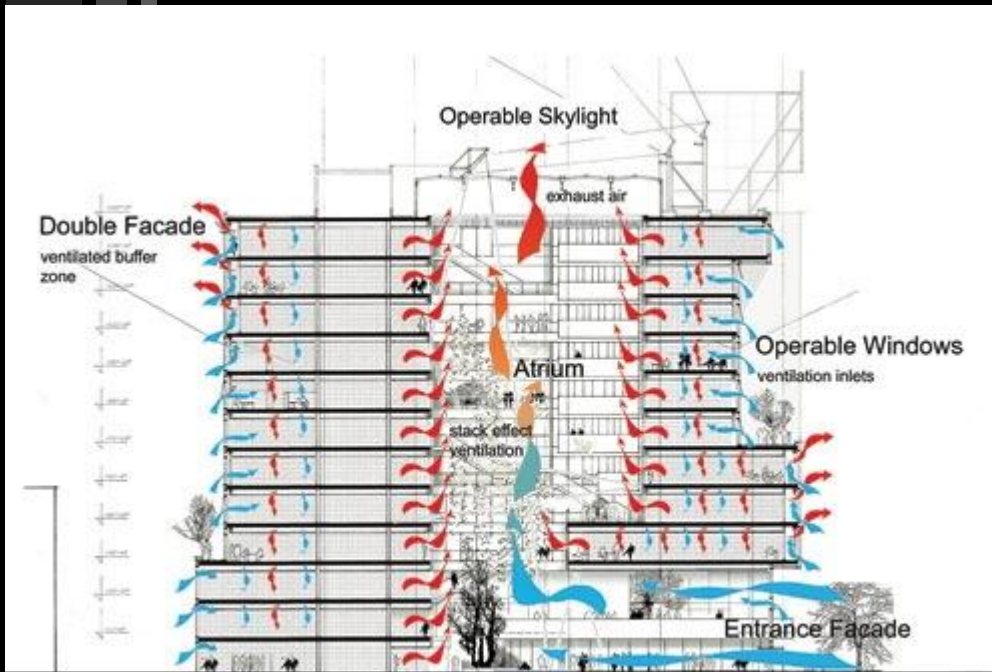 Operable Skylight
exhaust air
Double Facade
ventilated buffer
zone
Operable Windows
ventilation inlets
Atrium
stack effect
ventilation
Entrance Facade